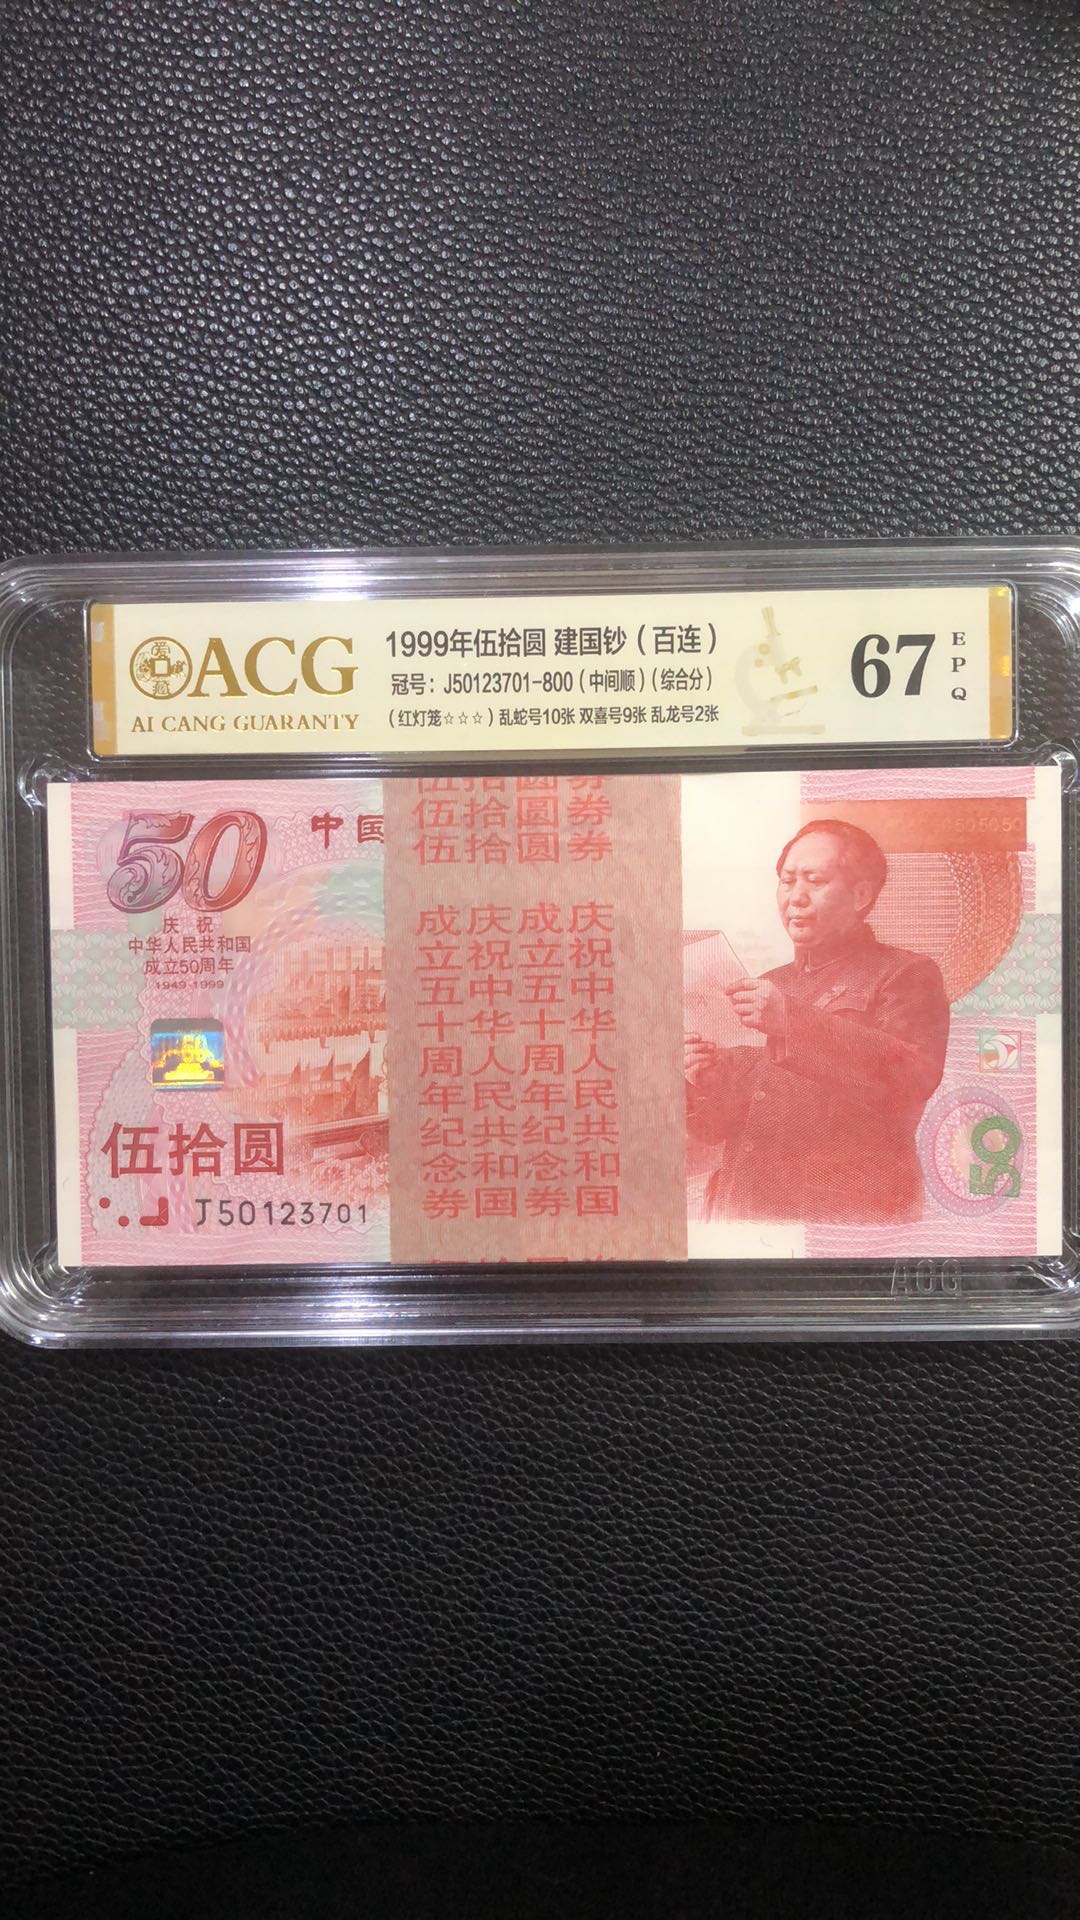 爱藏
ACG
AI CANG GUARANTY
1999年伍拾圆 建国钞（百连）
冠号：J50123701-800（中间顺）（综合分）
（红灯笼☆☆☆）乱蛇号10张 双喜号9张 乱龙号2张
67
EPQ
50
中国
庆祝
中华人民共和国
成立50周年
1949-1999
伍拾圆
J50123701
伍拾圆券
伍拾圆券
伍拾圆券
庆祝中华人民共和国
成立五十周年纪念券
庆祝中华人民共和国
成立五十周年纪念券
50505050
50
ACG